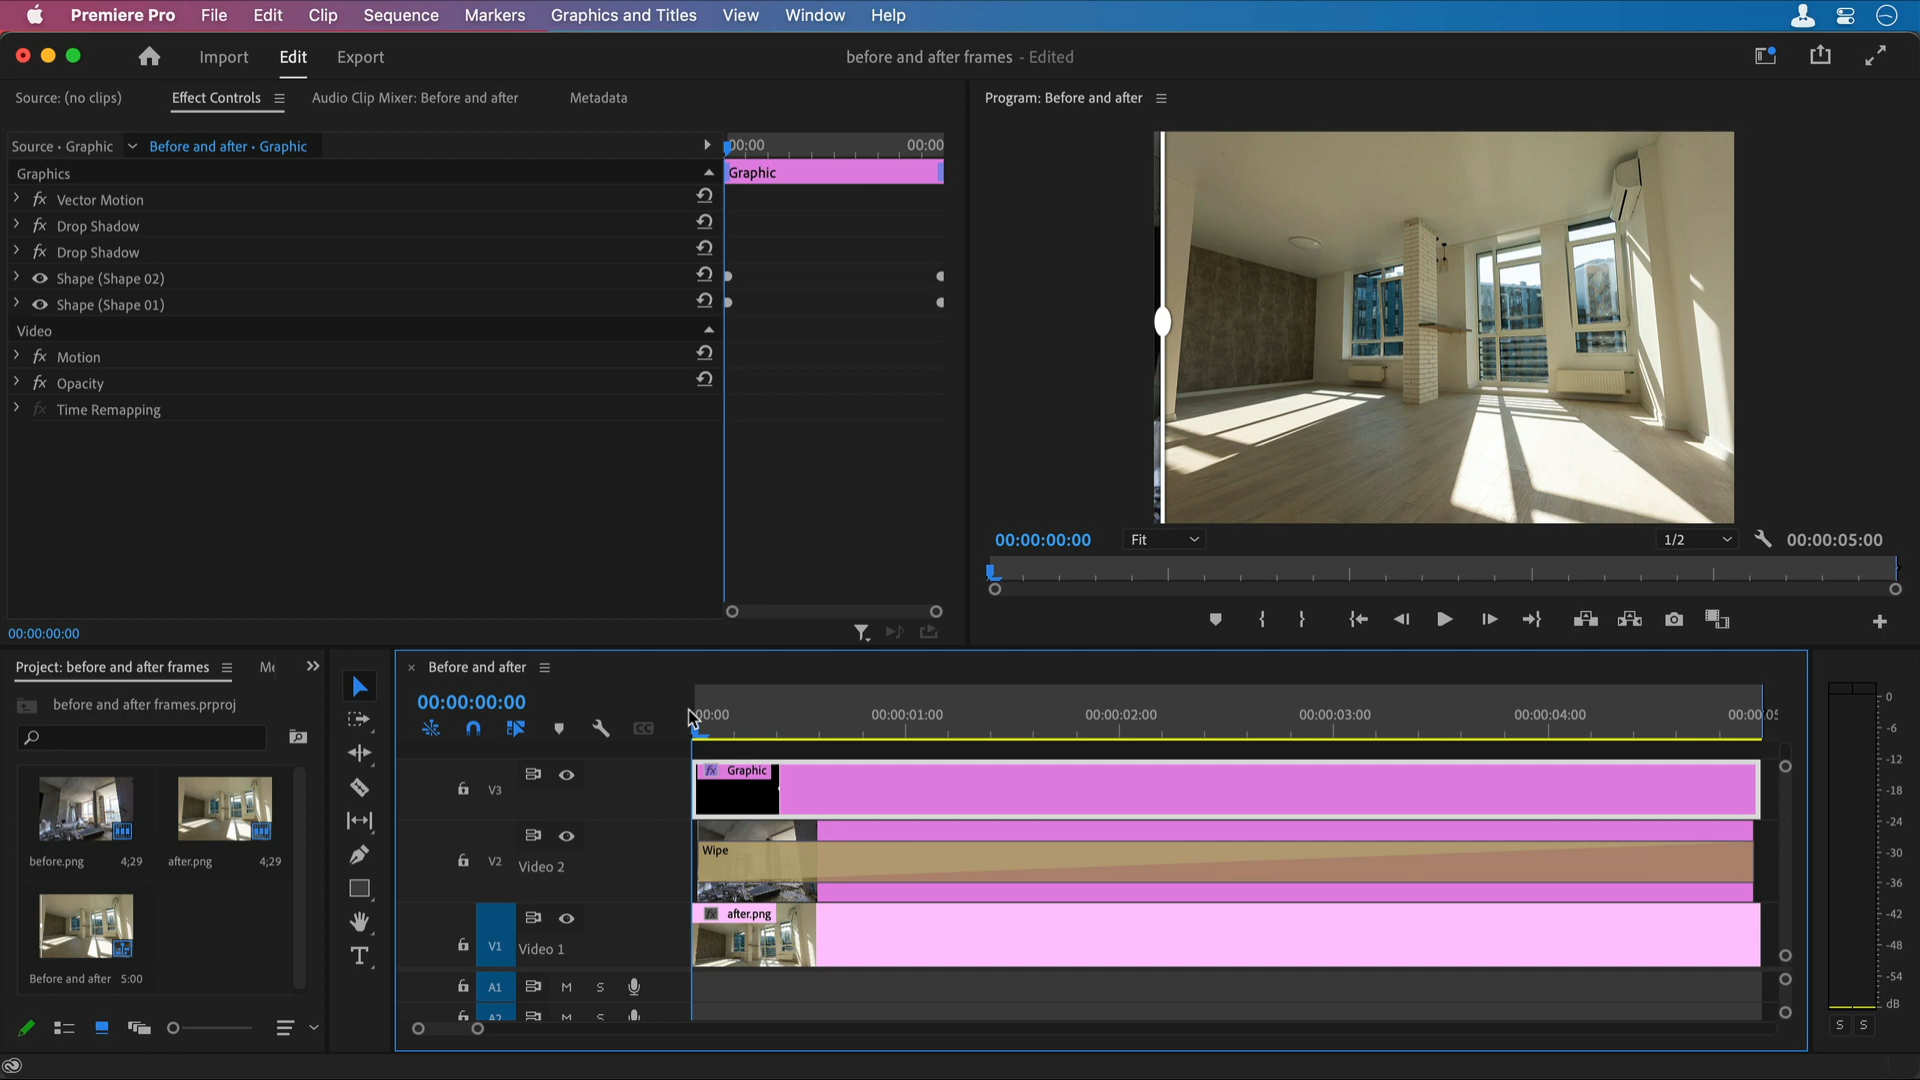 Premiere Pro File Edit Clip Sequence Markers Graphics and Titles View Window Help
Import Edit Export
before and after frames - Edited
Source: (no clips) Effect Controls Audio Clip Mixer: Before and after Metadata
Source • Graphic Before and after • Graphic
00:00 00:00
Graphics
Graphic
fx Vector Motion
fx Drop Shadow
fx Drop Shadow
Shape (Shape 02)
Shape (Shape 01)
Video
fx Motion
fx Opacity
fx Time Remapping
00:00:00:00
Program: Before and after
00:00:00:00 Fit 1/2 00:00:05:00
Project: before and after frames
before and after frames.prproj
before.png 4;29 after.png 4;29
Before and after 5:00
Before and after
00:00:00:00
:00:00 00:00:01:00 00:00:02:00 00:00:03:00 00:00:04:00 00:00:05
V3 fx Graphic
V2 Video 2 Wipe
V1 Video 1 fx after.png
A1 M S
A2 M S
T
0
-6
-12
-18
-24
-30
-36
-42
-48
-54
dB
S S